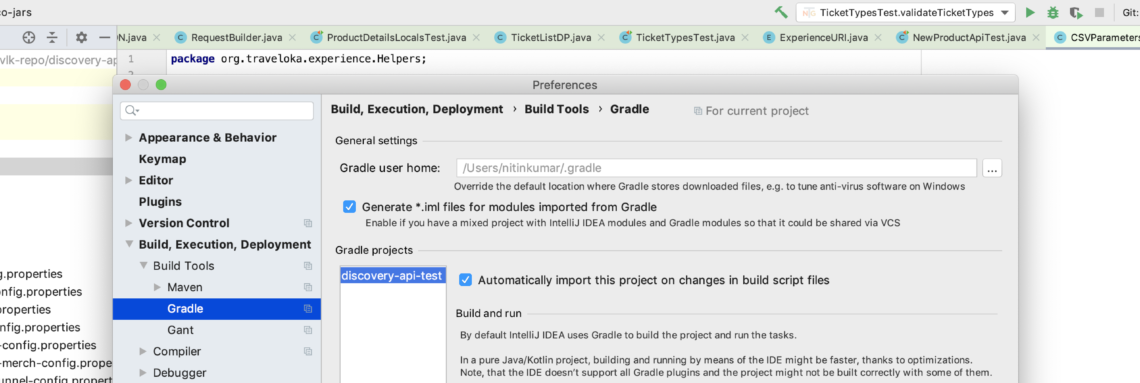 co-jars
TicketTypesTest.validateTicketTypes
Git:
N.java
RequestBuilder.java
ProductDetailsLocalsTest.java
TicketListDP.java
TicketTypesTest.java
ExperienceURI.java
NewProductApiTest.java
CSVParameters
vlk-repo/discovery-ap
1
package org.traveloka.experience.Helpers;
2
Preferences
Build, Execution, Deployment › Build Tools › Gradle
For current project
Appearance & Behavior
Keymap
Editor
Plugins
Version Control
Build, Execution, Deployment
Build Tools
Maven
Gradle
Gant
Compiler
Debugger
General settings
Gradle user home:
/Users/nitinkumar/.gradle
...
Override the default location where Gradle stores downloaded files, e.g. to tune anti-virus software on Windows
Generate *.iml files for modules imported from Gradle
Enable if you have a mixed project with IntelliJ IDEA modules and Gradle modules so that it could be shared via VCS
Gradle projects
discovery-api-test
Automatically import this project on changes in build script files
Build and run
By default IntelliJ IDEA uses Gradle to build the project and run the tasks.
In a pure Java/Kotlin project, building and running by means of the IDE might be faster, thanks to optimizations.
Note, that the IDE doesn't support all Gradle plugins and the project might not be built correctly with some of them.
g.properties
onfig.properties
properties
nfig.properties
-config.properties
-merch-config.prope
unnel-config.propert